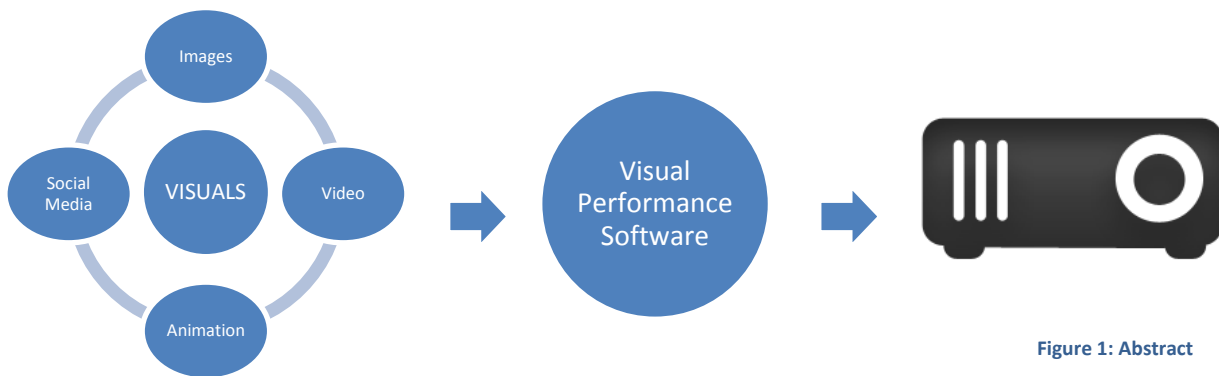 Images
Social
Media
VISUALS
Video
Animation
Visual
Performance
Software
Figure 1: Abstract